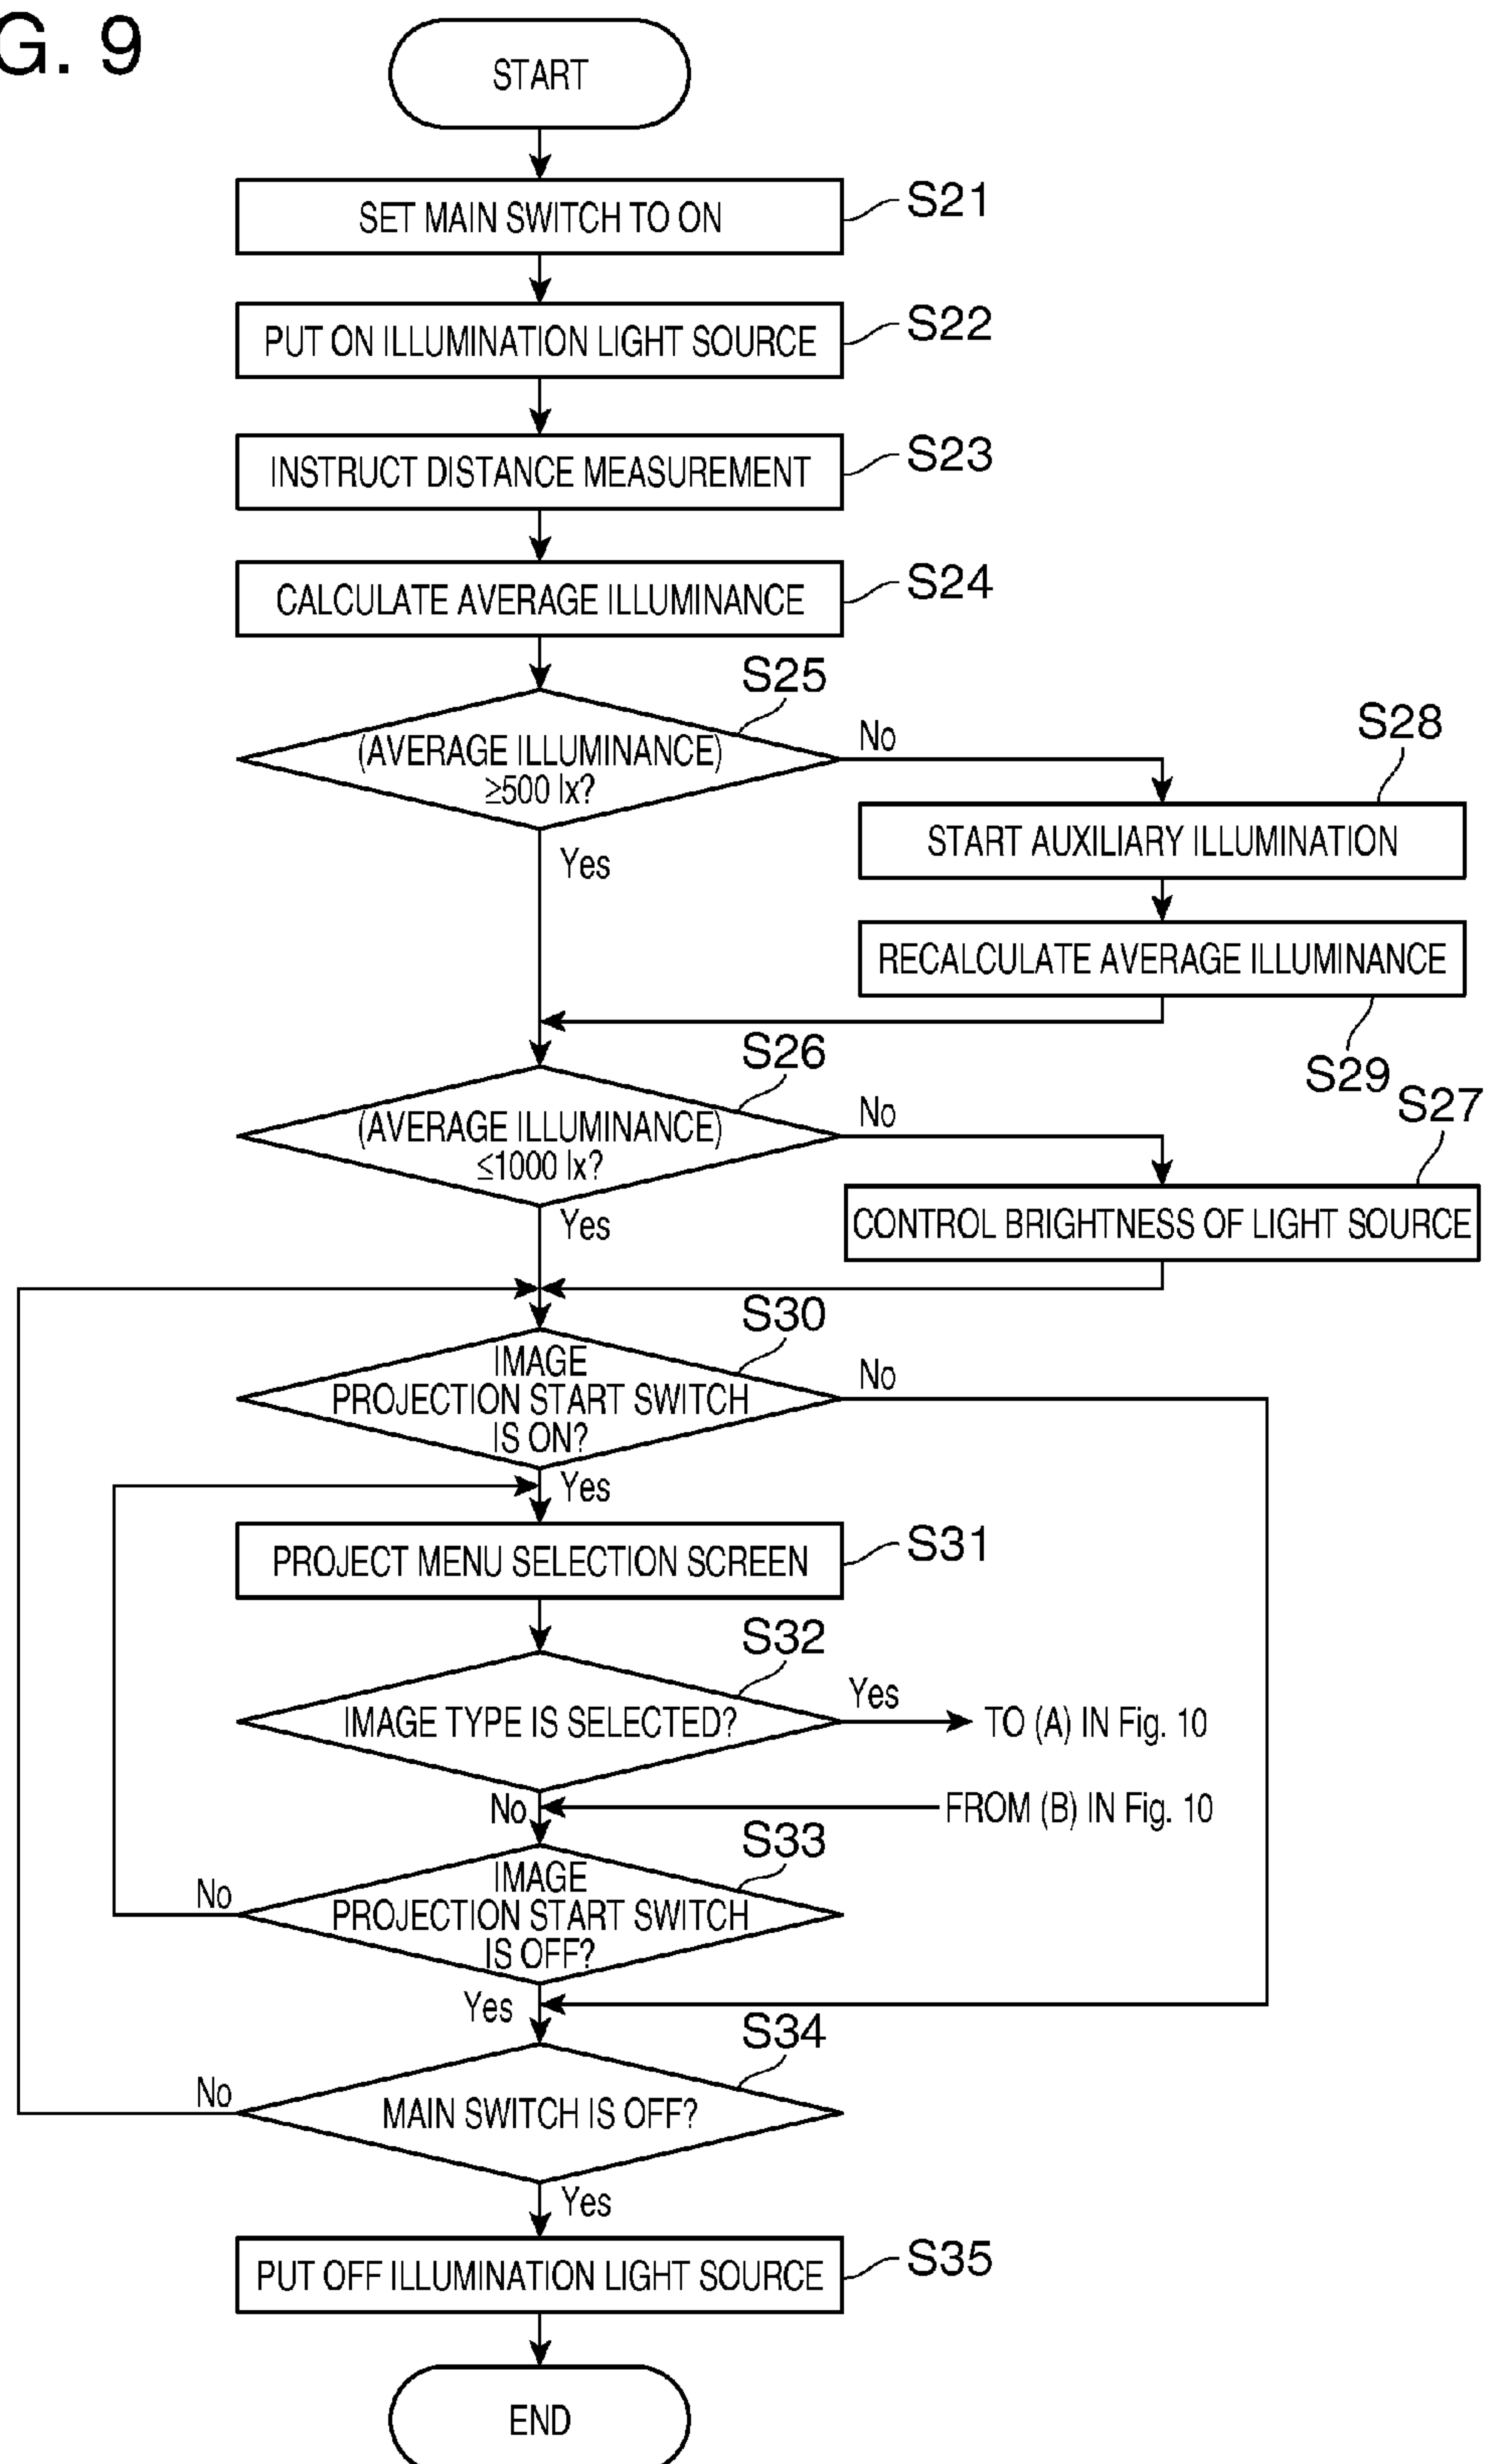 G. 9
START
SET MAIN SWITCH TO ON
S21
PUT ON ILLUMINATION LIGHT SOURCE
S22
INSTRUCT DISTANCE MEASUREMENT
S23
CALCULATE AVERAGE ILLUMINANCE
S24
S25
(AVERAGE ILLUMINANCE)
≥500 lx?
No
Yes
S28
START AUXILIARY ILLUMINATION
RECALCULATE AVERAGE ILLUMINANCE
S29
S26
(AVERAGE ILLUMINANCE)
≤1000 lx?
No
Yes
S27
CONTROL BRIGHTNESS OF LIGHT SOURCE
S30
IMAGE
PROJECTION START SWITCH
IS ON?
No
Yes
PROJECT MENU SELECTION SCREEN
S31
S32
IMAGE TYPE IS SELECTED?
Yes
TO (A) IN Fig. 10
No
FROM (B) IN Fig. 10
S33
IMAGE
PROJECTION START SWITCH
IS OFF?
No
Yes
S34
MAIN SWITCH IS OFF?
No
Yes
PUT OFF ILLUMINATION LIGHT SOURCE
S35
END